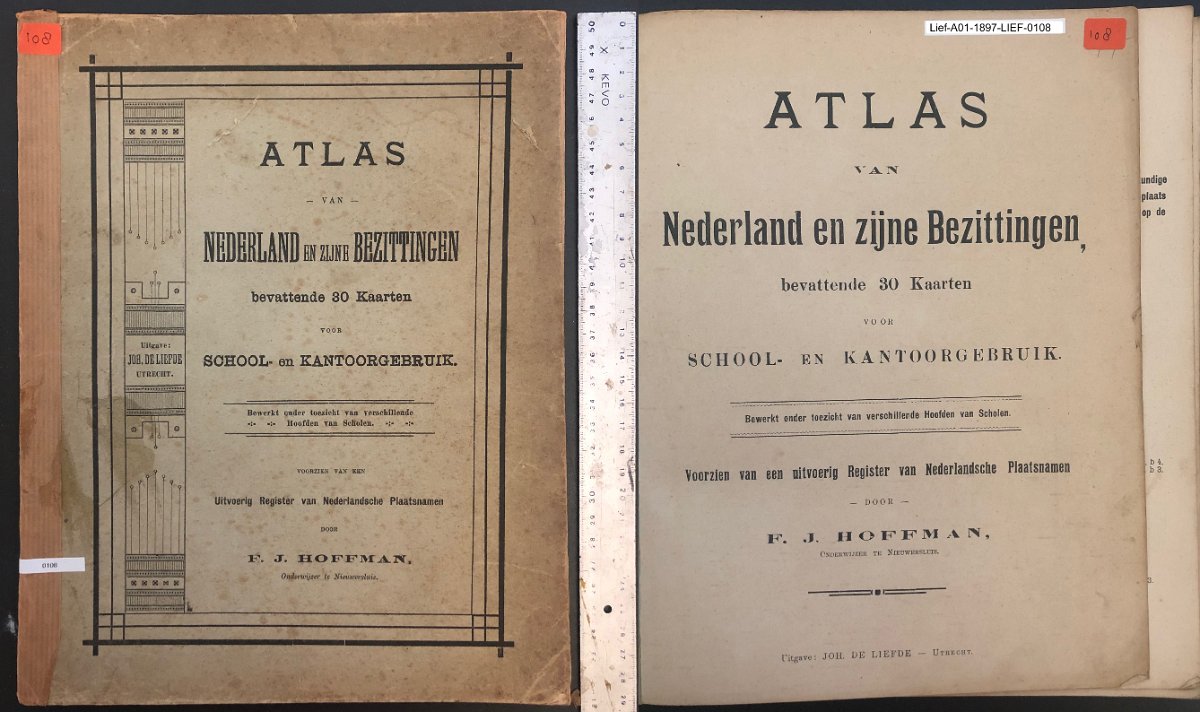 108
ATLAS
— VAN —
NEDERLAND EN ZIJNE BEZITTINGEN
bevattende 30 Kaarten
VOOR
SCHOOL- en KANTOORGEBRUIK.
Uitgave:
JOH. DE LIEFDE
UTRECHT.
Bewerkt onder toezicht van verschillende
-:- -:- Hoofden van Scholen. -:- -:-
VOORZIEN VAN EEN
Uitvoerig Register van Nederlandsche Plaatsnamen
DOOR
F. J. HOFFMAN,
Onderwijzer te Nieuwersluis.
0108
KEVO
Lief-A01-1897-LIEF-0108
108
ATLAS
VAN
Nederland en zijne Bezittingen,
bevattende 30 Kaarten
VOOR
SCHOOL- EN KANTOORGEBRUIK.
Bewerkt onder toezicht van verschillende Hoofden van Scholen.
Voorzien van een uitvoerig Register van Nederlandsche Plaatsnamen
— DOOR —
F. J. HOFFMAN,
ONDERWIJZER TE NIEUWERSLUIS.
Uitgave: JOH. DE LIEFDE — UTRECHT.
undige
plaats
op de
b 4.
b 3.
3.